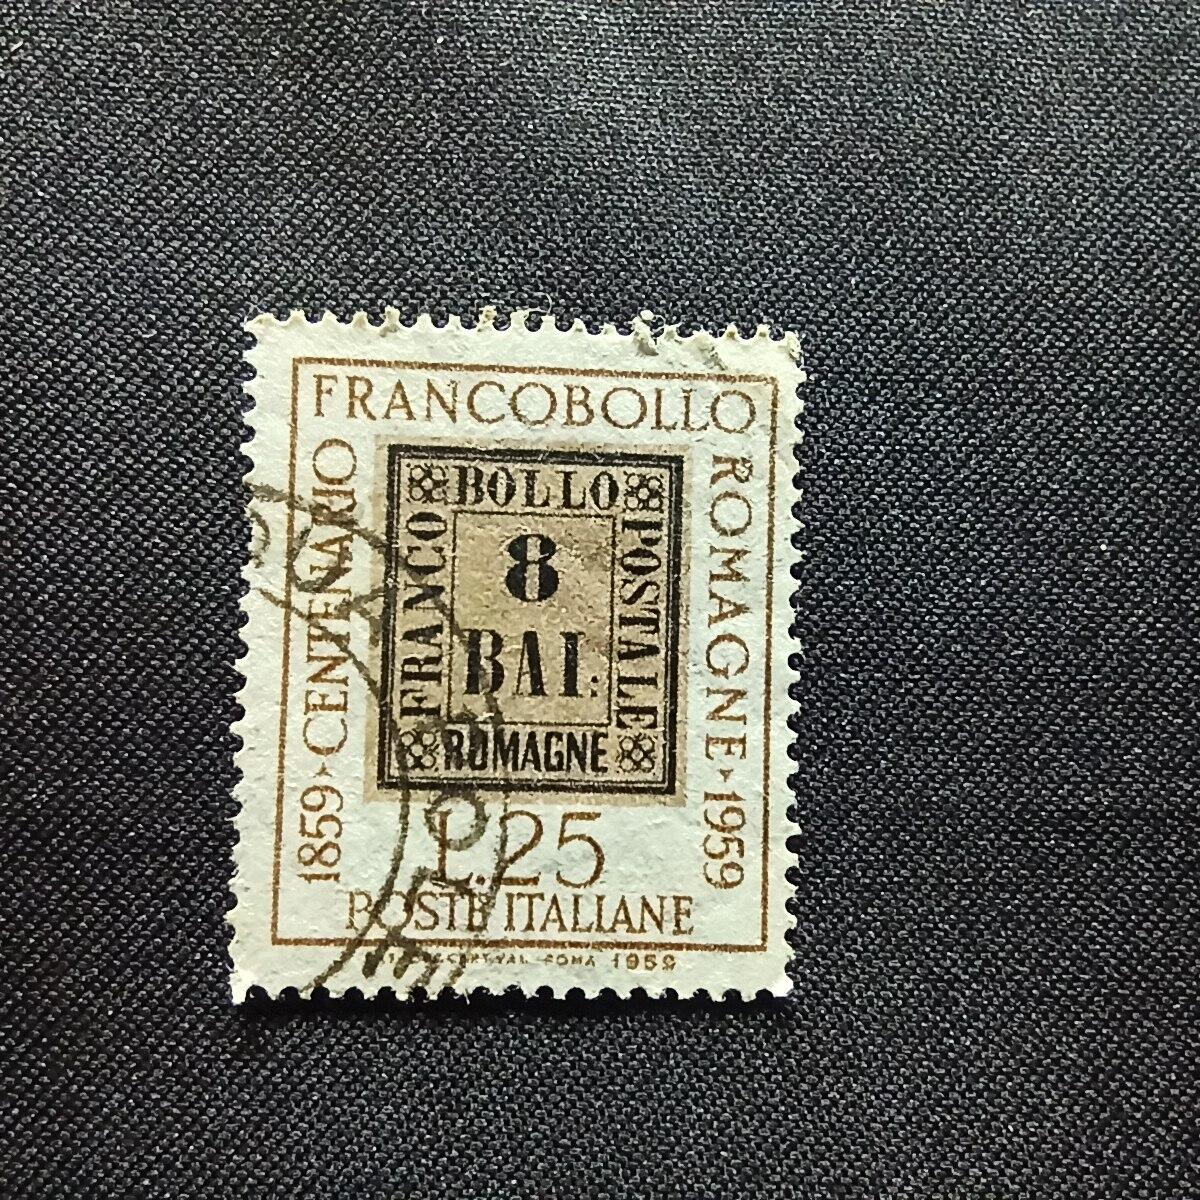 FRANCOBOLLO
1859 · CENTENARIO
ROMAGNE · 1959
BOLLO
FRANCO
POSTALE
8
BAI:
ROMAGNE
L.25
POSTE ITALIANE
ROMA 1959